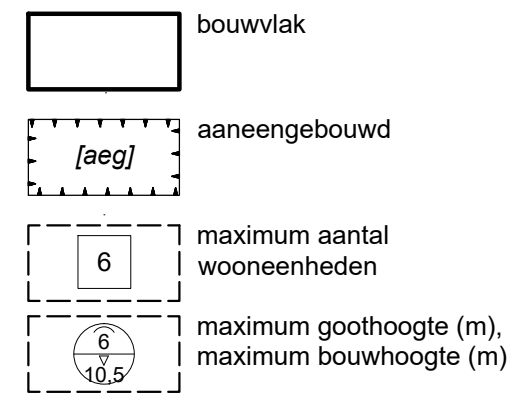 bouwvlak
[aeg]
aaneengebouwd
6
maximum aantal
wooneenheden
6
10,5
maximum goothoogte (m),
maximum bouwhoogte (m)